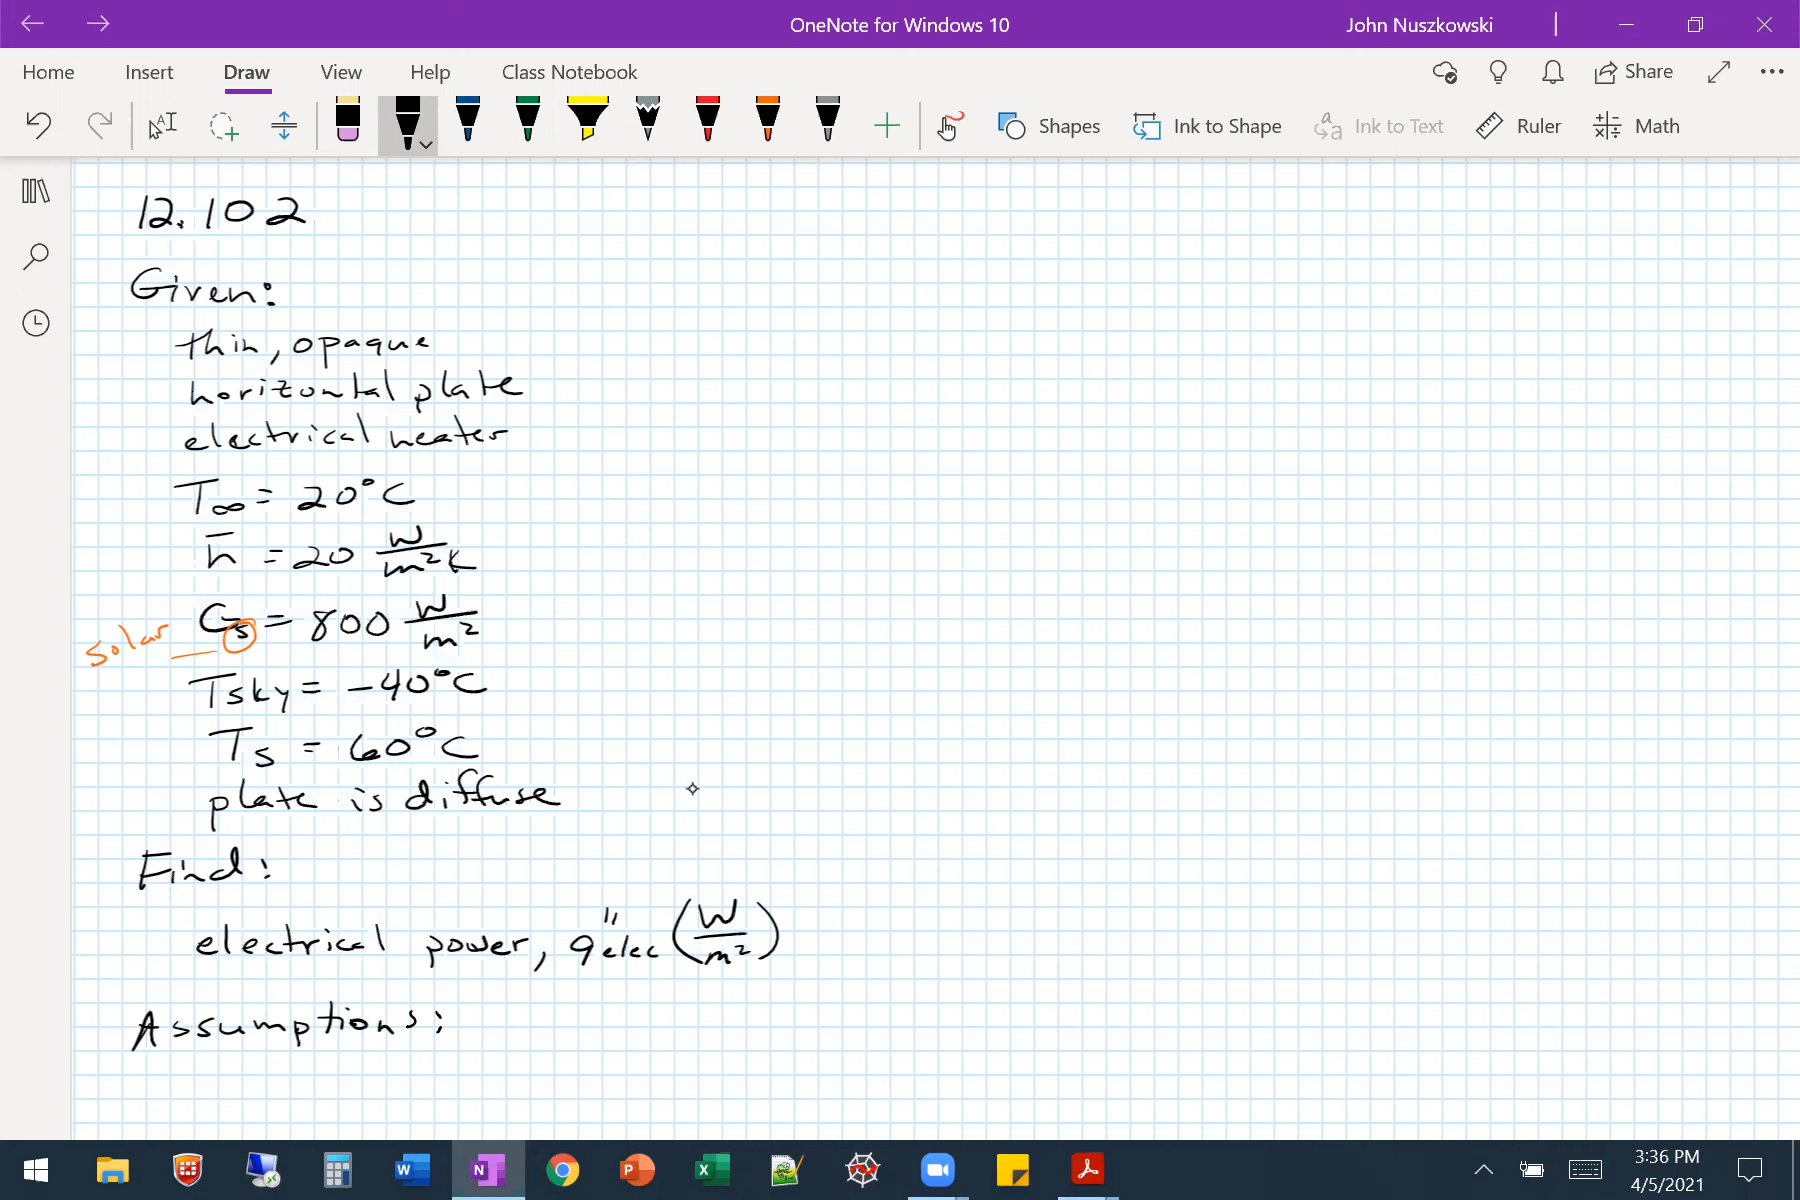 OneNote for Windows 10
John Nuszkowski
Home Insert Draw View Help Class Notebook
Share
Shapes Ink to Shape Ink to Text Ruler Math
12.102
Given:
thin, opaque
horizontal plate
electrical heater
T∞ = 20°C
h̅ = 20 W/m²K
solar Gs = 800 W/m²
Tsky = -40°C
Ts = 60°C
plate is diffuse
Find:
electrical power, q"elec (W/m²)
Assumptions:
3:36 PM
4/5/2021